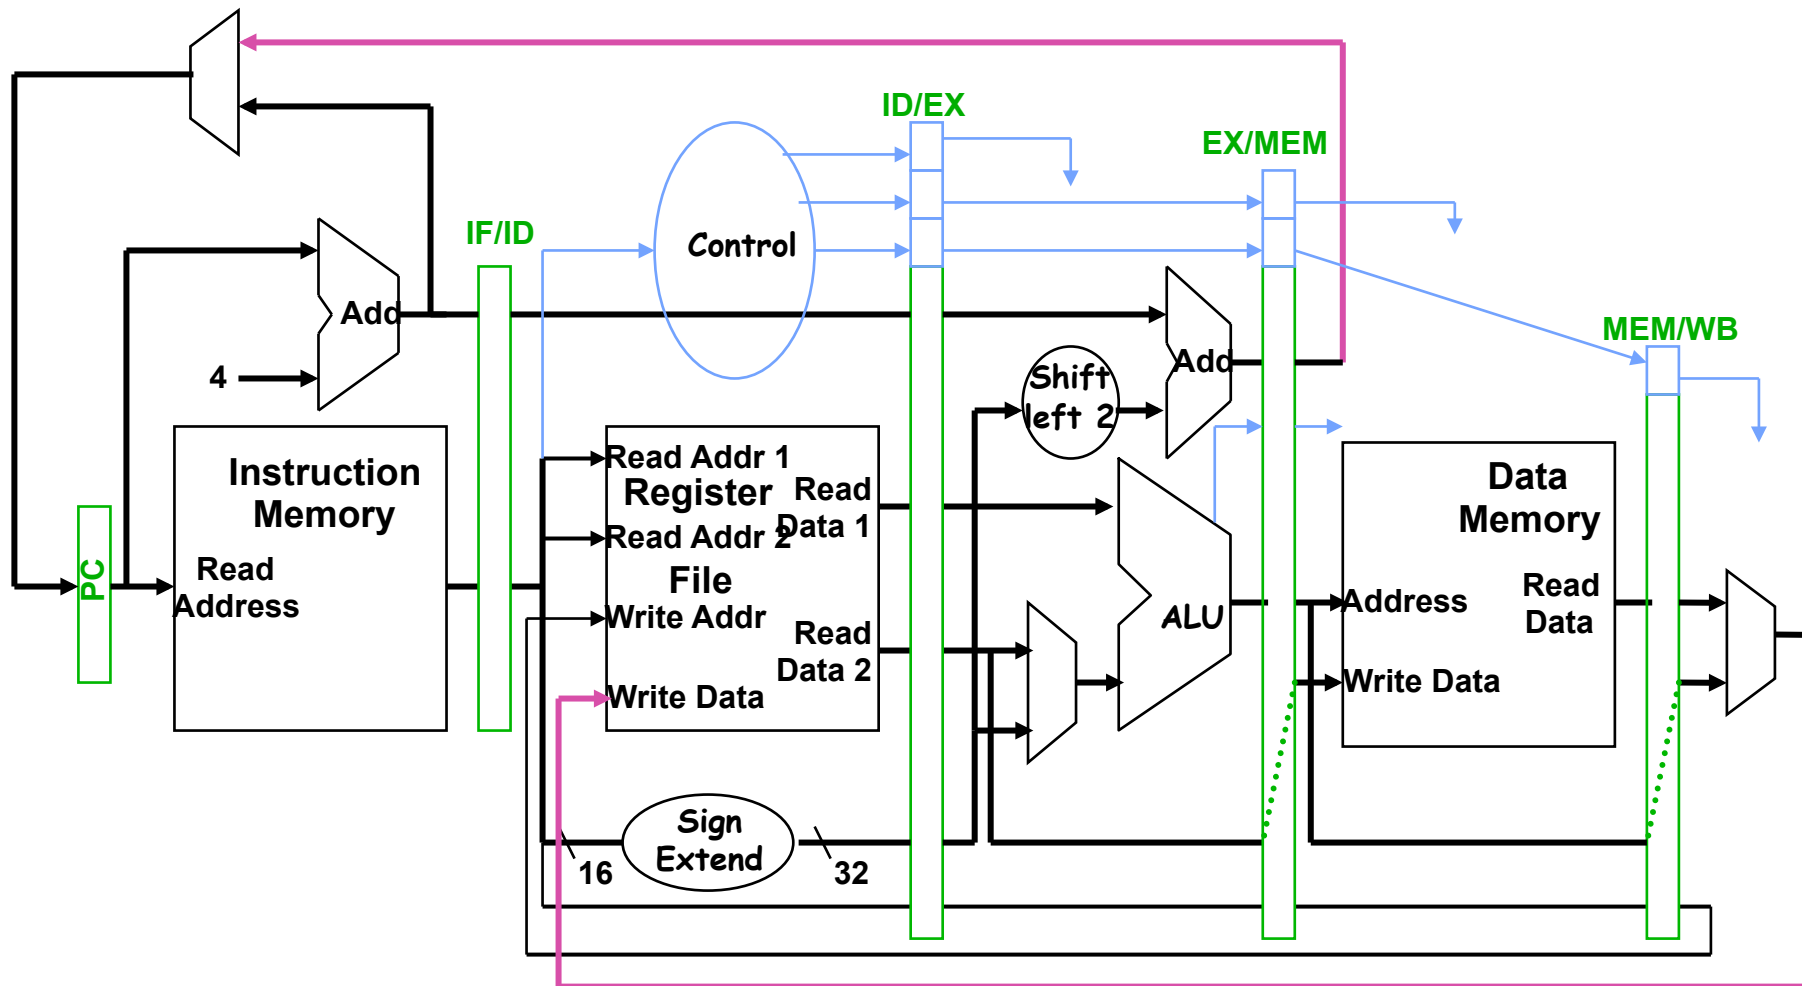 ID/EX
EX/MEM
IF/ID
Control
Add
4
MEM/WB
Add
Shift
left 2
Instruction
Memory
Read
Address
PC
Read Addr 1
Register
Read
Data 1
Read Addr 2
File
Write Addr
Read
Data 2
Write Data
ALU
Data
Memory
Address
Read
Data
Write Data
Sign
Extend
16
32